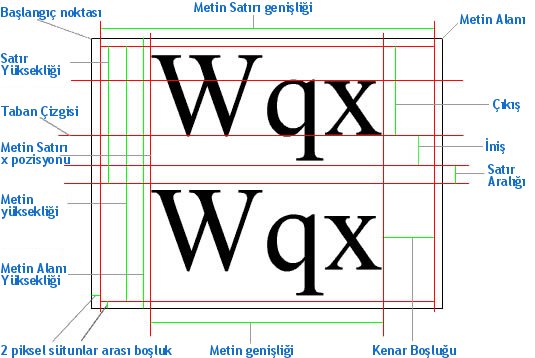 Metin Satırı genişliği
Başlangıç noktası
Metin Alanı
Satır
Yüksekliği
Wqx
Çıkış
Taban Çizgisi
İniş
Metin Satırı
x pozisyonu
Satır
Aralığı
Metin
yüksekliği
Wqx
Metin Alanı
Yüksekliği
2 piksel sütunlar arası boşluk
Metin genişliği
Kenar Boşluğu